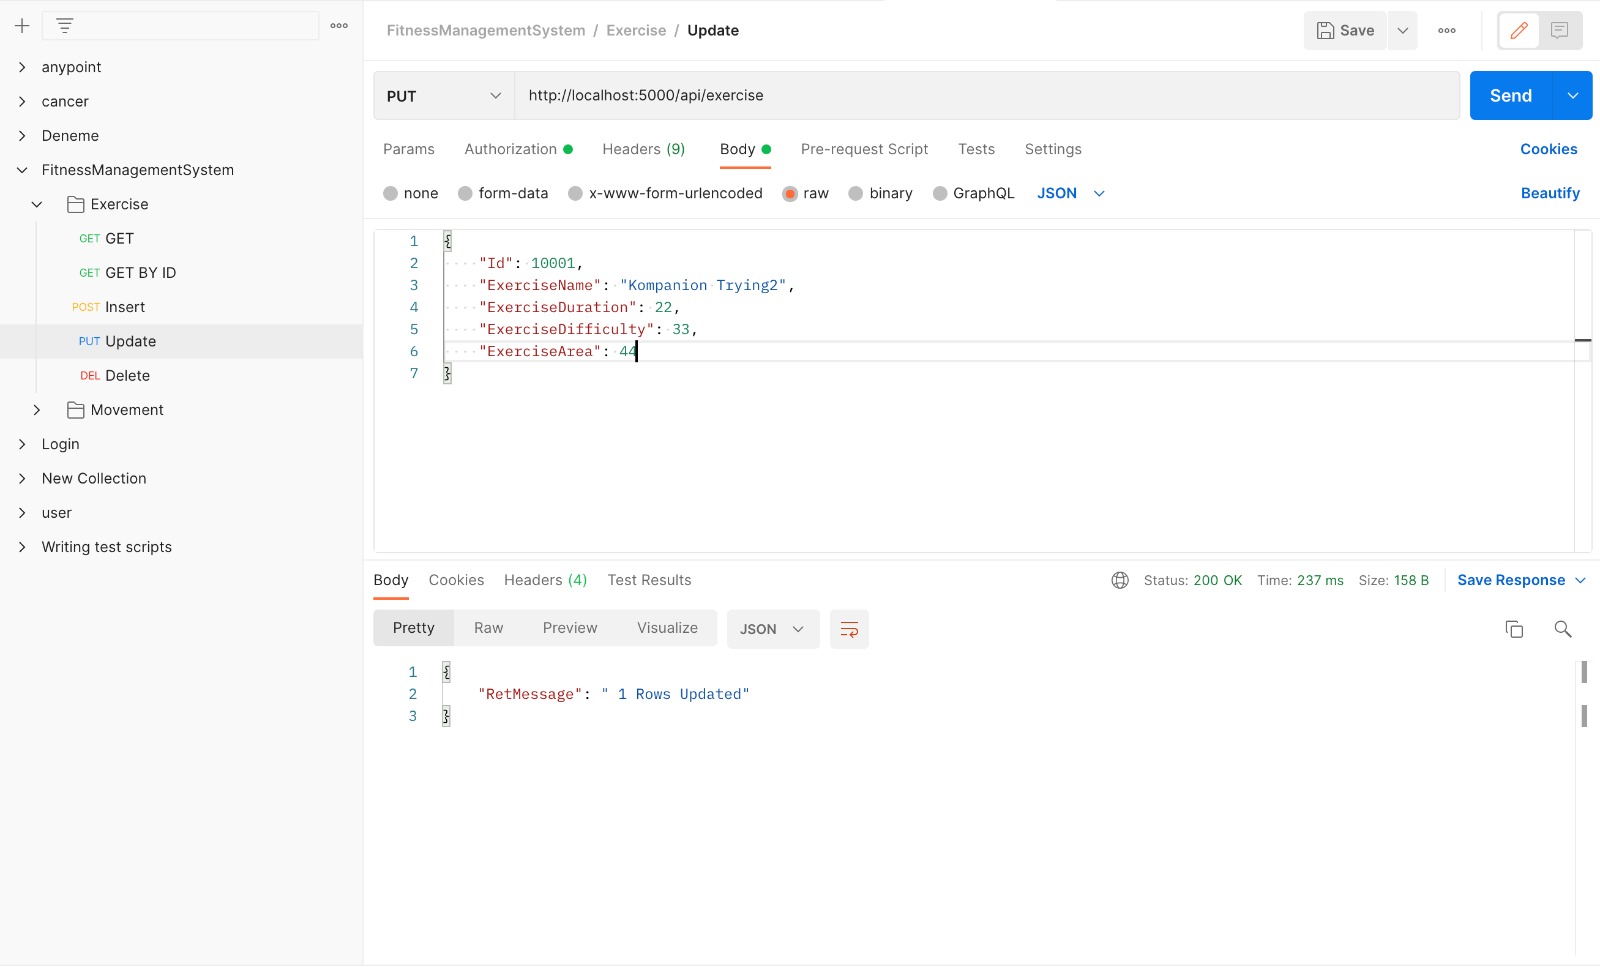 FitnessManagementSystem / Exercise / Update
Save
anypoint
cancer
Deneme
FitnessManagementSystem
Exercise
GET GET
GET GET BY ID
POST Insert
PUT Update
DEL Delete
Movement
Login
New Collection
user
Writing test scripts
PUT http://localhost:5000/api/exercise Send
Params Authorization Headers (9) Body Pre-request Script Tests Settings Cookies
none form-data x-www-form-urlencoded raw binary GraphQL JSON Beautify
1 {
2 "Id": 10001,
3 "ExerciseName": "Kompanion Trying2",
4 "ExerciseDuration": 22,
5 "ExerciseDifficulty": 33,
6 "ExerciseArea": 44
7 }
Body Cookies Headers (4) Test Results Status: 200 OK Time: 237 ms Size: 158 B Save Response
Pretty Raw Preview Visualize JSON
1 {
2 "RetMessage": " 1 Rows Updated"
3 }